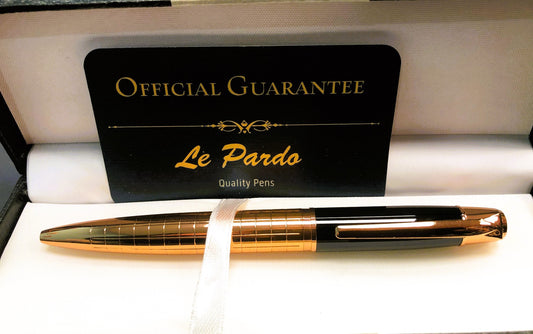 Official Guarantee
Le Pardo
Quality Pens